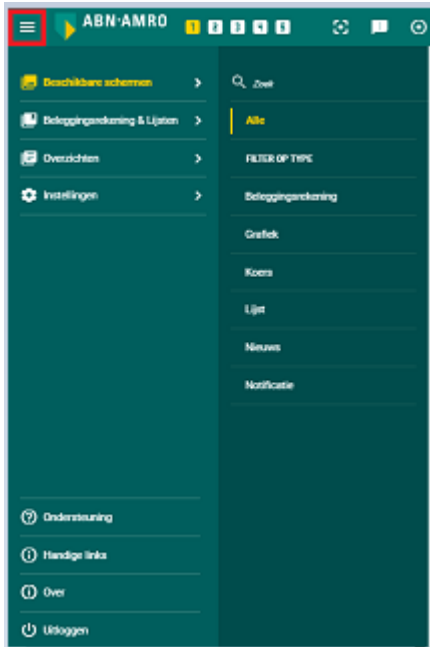 ABN·AMRO
1 2 3 4 5
Beschikbare schermen
Beleggingsrekening & Lijsten
Overzichten
Instellingen
Zoek
Alle
FILTER OP TYPE
Beleggingsrekening
Grafiek
Koers
Lijst
Nieuws
Notificatie
Ondersteuning
Handige links
Over
Uitloggen